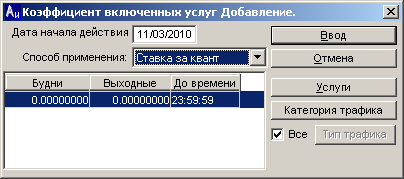 Aц Коэффициент включенных услуг Добавление.
Дата начала действия 11/03/2010 Ввод
Способ применения: Ставка за квант Отмена
Будни Выходные До времени Услуги
0.00000000 0.00000000 23:59:59 Категория трафика
Все Тип трафика